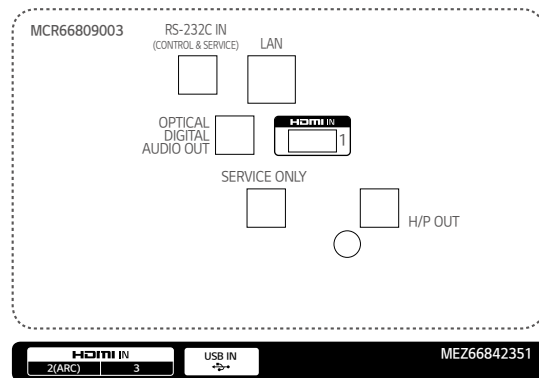 MCR66809003
RS-232C IN
(CONTROL & SERVICE)
LAN
OPTICAL
DIGITAL
AUDIO OUT
HDMI IN
1
SERVICE ONLY
H/P OUT
HDMI IN
2(ARC) 3
USB IN
MEZ66842351